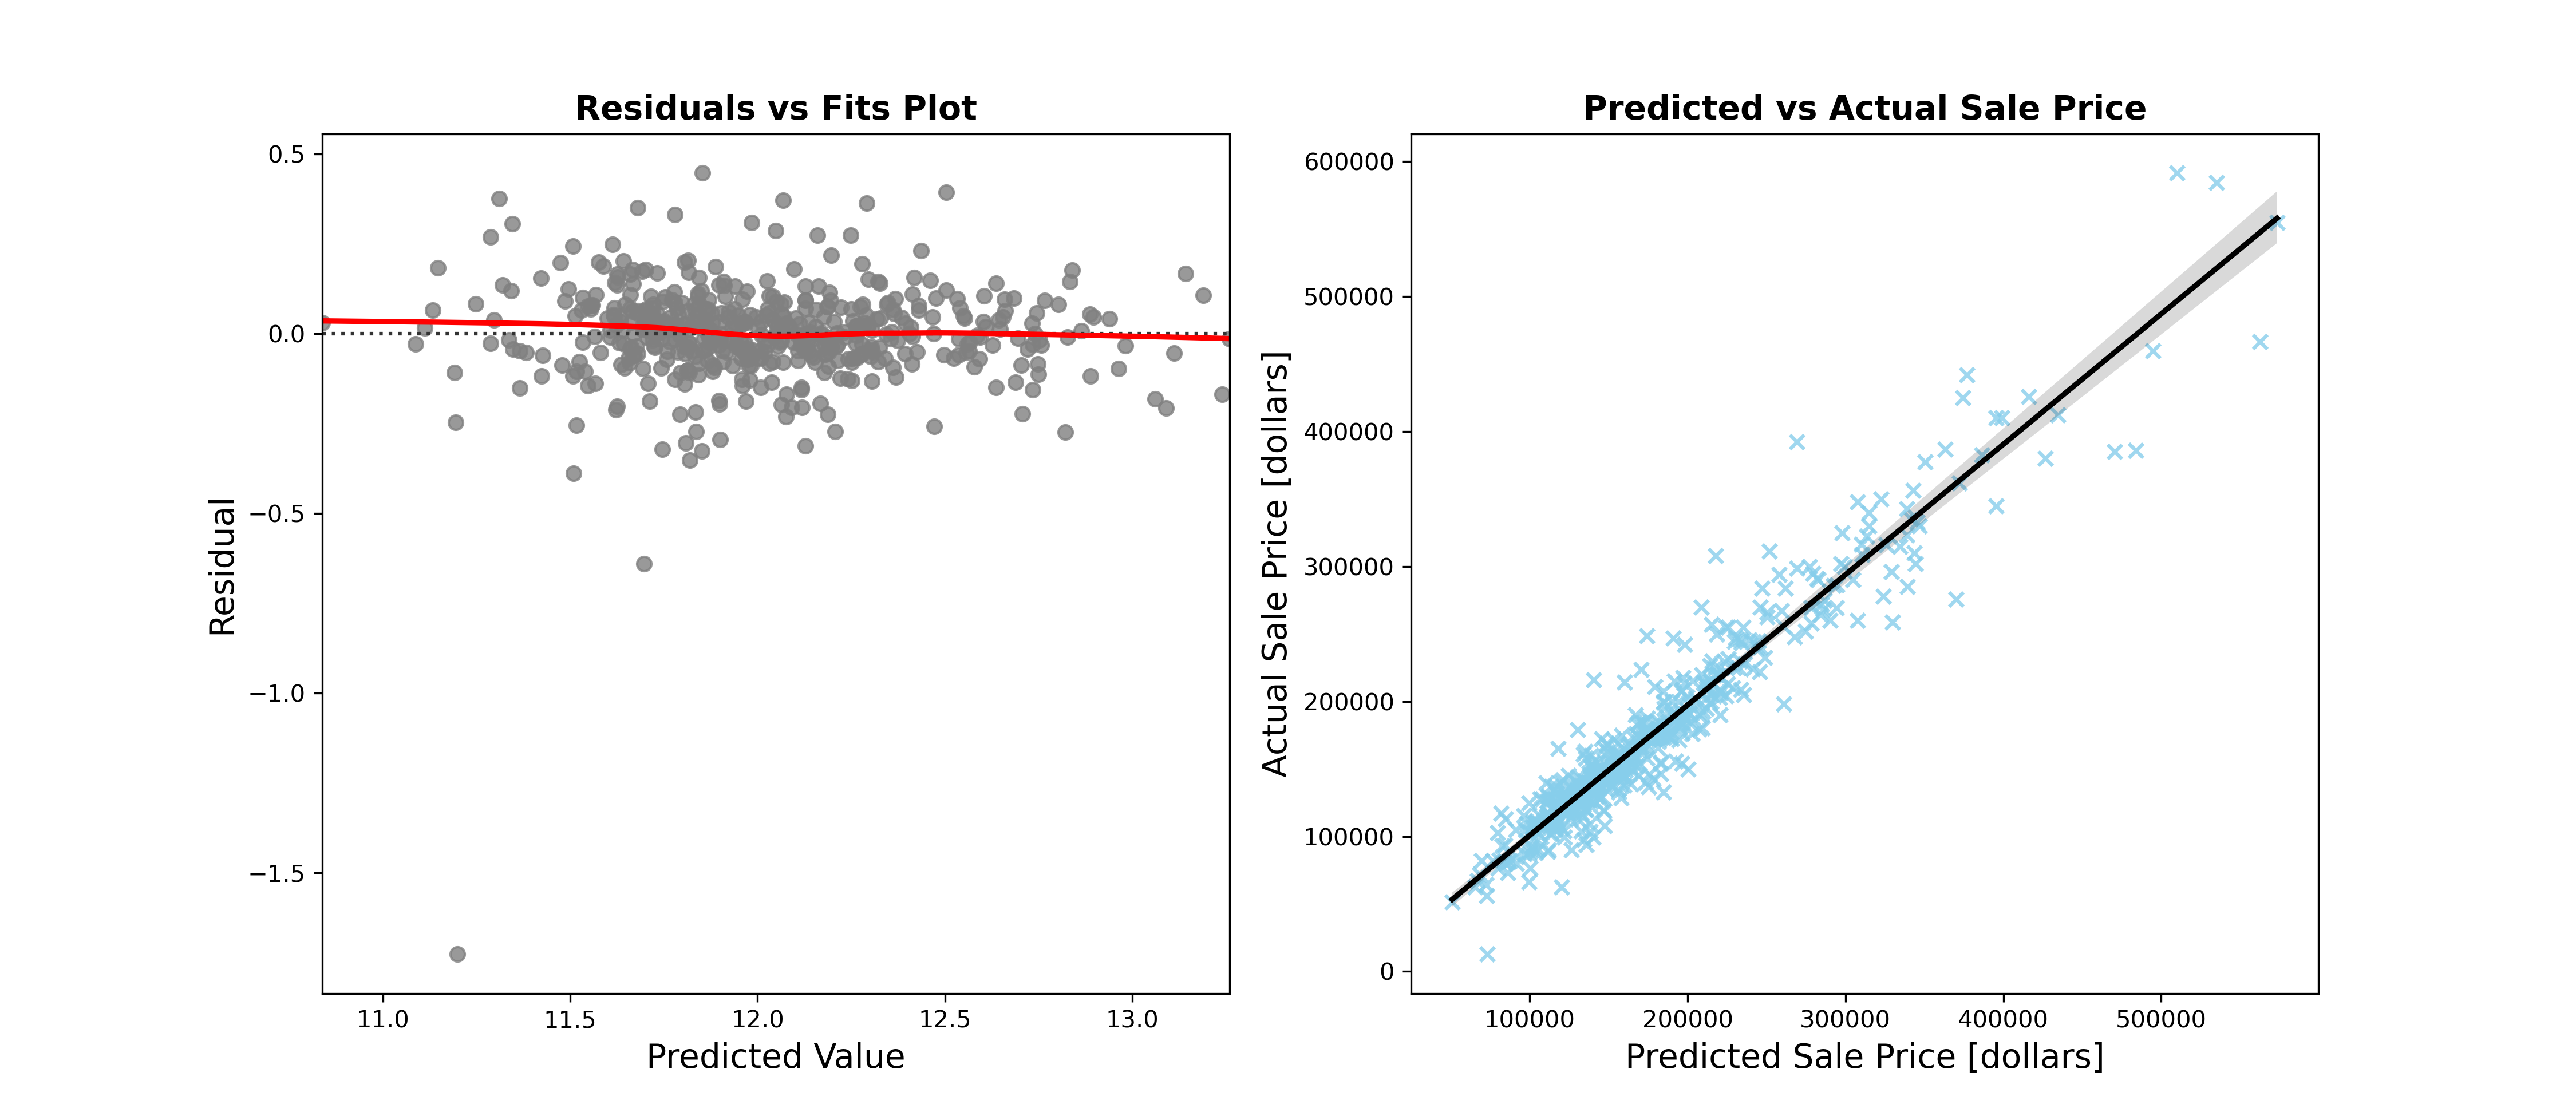 Residuals vs Fits Plot
0.5
0.0
−0.5
−1.0
−1.5
Residual
11.0 11.5 12.0 12.5 13.0
Predicted Value
Predicted vs Actual Sale Price
600000
500000
400000
300000
200000
100000
0
Actual Sale Price [dollars]
100000 200000 300000 400000 500000
Predicted Sale Price [dollars]